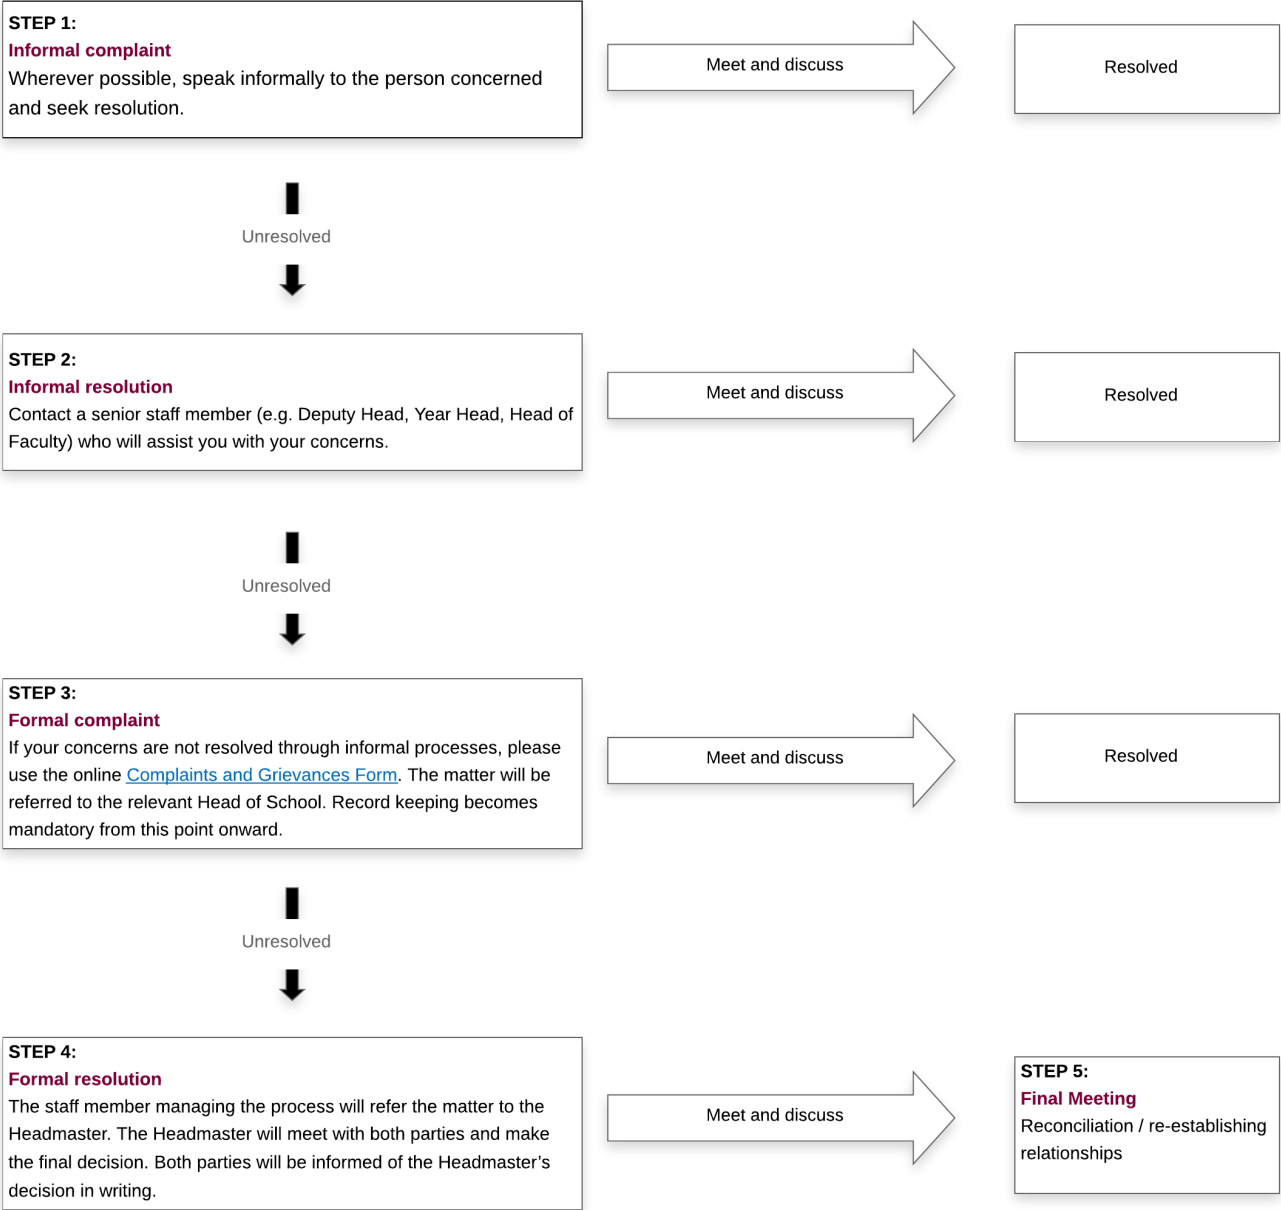 STEP 1:
Informal complaint
Wherever possible, speak informally to the person concerned
and seek resolution.
Meet and discuss
Resolved
Unresolved
STEP 2:
Informal resolution
Contact a senior staff member (e.g. Deputy Head, Year Head, Head of
Faculty) who will assist you with your concerns.
Meet and discuss
Resolved
Unresolved
STEP 3:
Formal complaint
If your concerns are not resolved through informal processes, please
use the online Complaints and Grievances Form. The matter will be
referred to the relevant Head of School. Record keeping becomes
mandatory from this point onward.
Meet and discuss
Resolved
Unresolved
STEP 4:
Formal resolution
The staff member managing the process will refer the matter to the
Headmaster. The Headmaster will meet with both parties and make
the final decision. Both parties will be informed of the Headmaster’s
decision in writing.
Meet and discuss
STEP 5:
Final Meeting
Reconciliation / re-establishing
relationships